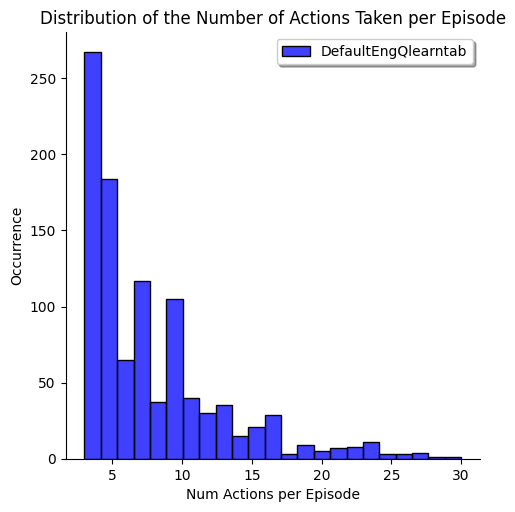 Distribution of the Number of Actions Taken per Episode
DefaultEngQlearntab
250
200
150
100
50
0
Occurrence
5 10 15 20 25 30
Num Actions per Episode